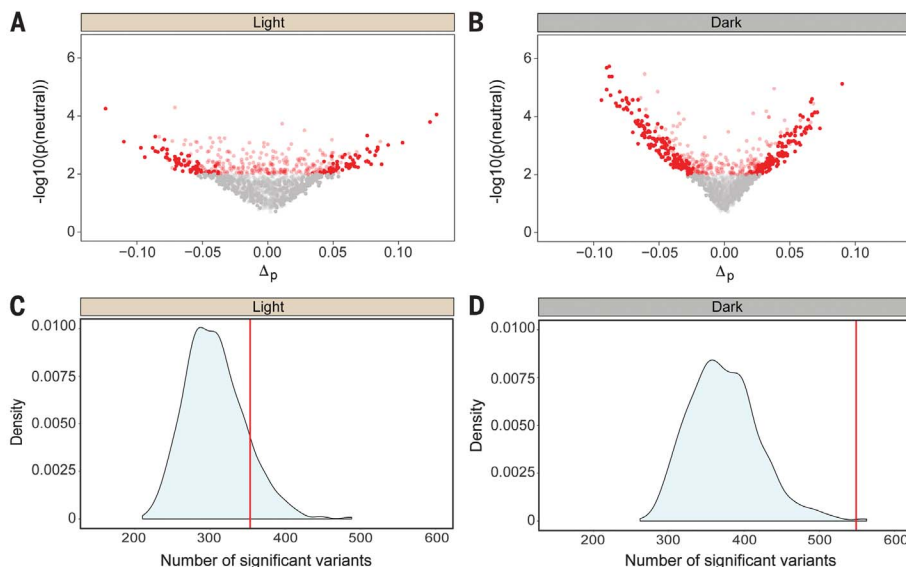 A
Light
-log10(p(neutral))
6
4
2
0
−0.10
−0.05
0.00
0.05
0.10
Δp
B
Dark
-log10(p(neutral))
6
4
2
0
−0.10
−0.05
0.00
0.05
0.10
Δp
C
Light
Density
0.0100
0.0075
0.0050
0.0025
0
200
300
400
500
600
Number of significant variants
D
Dark
Density
0.0100
0.0075
0.0050
0.0025
0
200
300
400
500
600
Number of significant variants